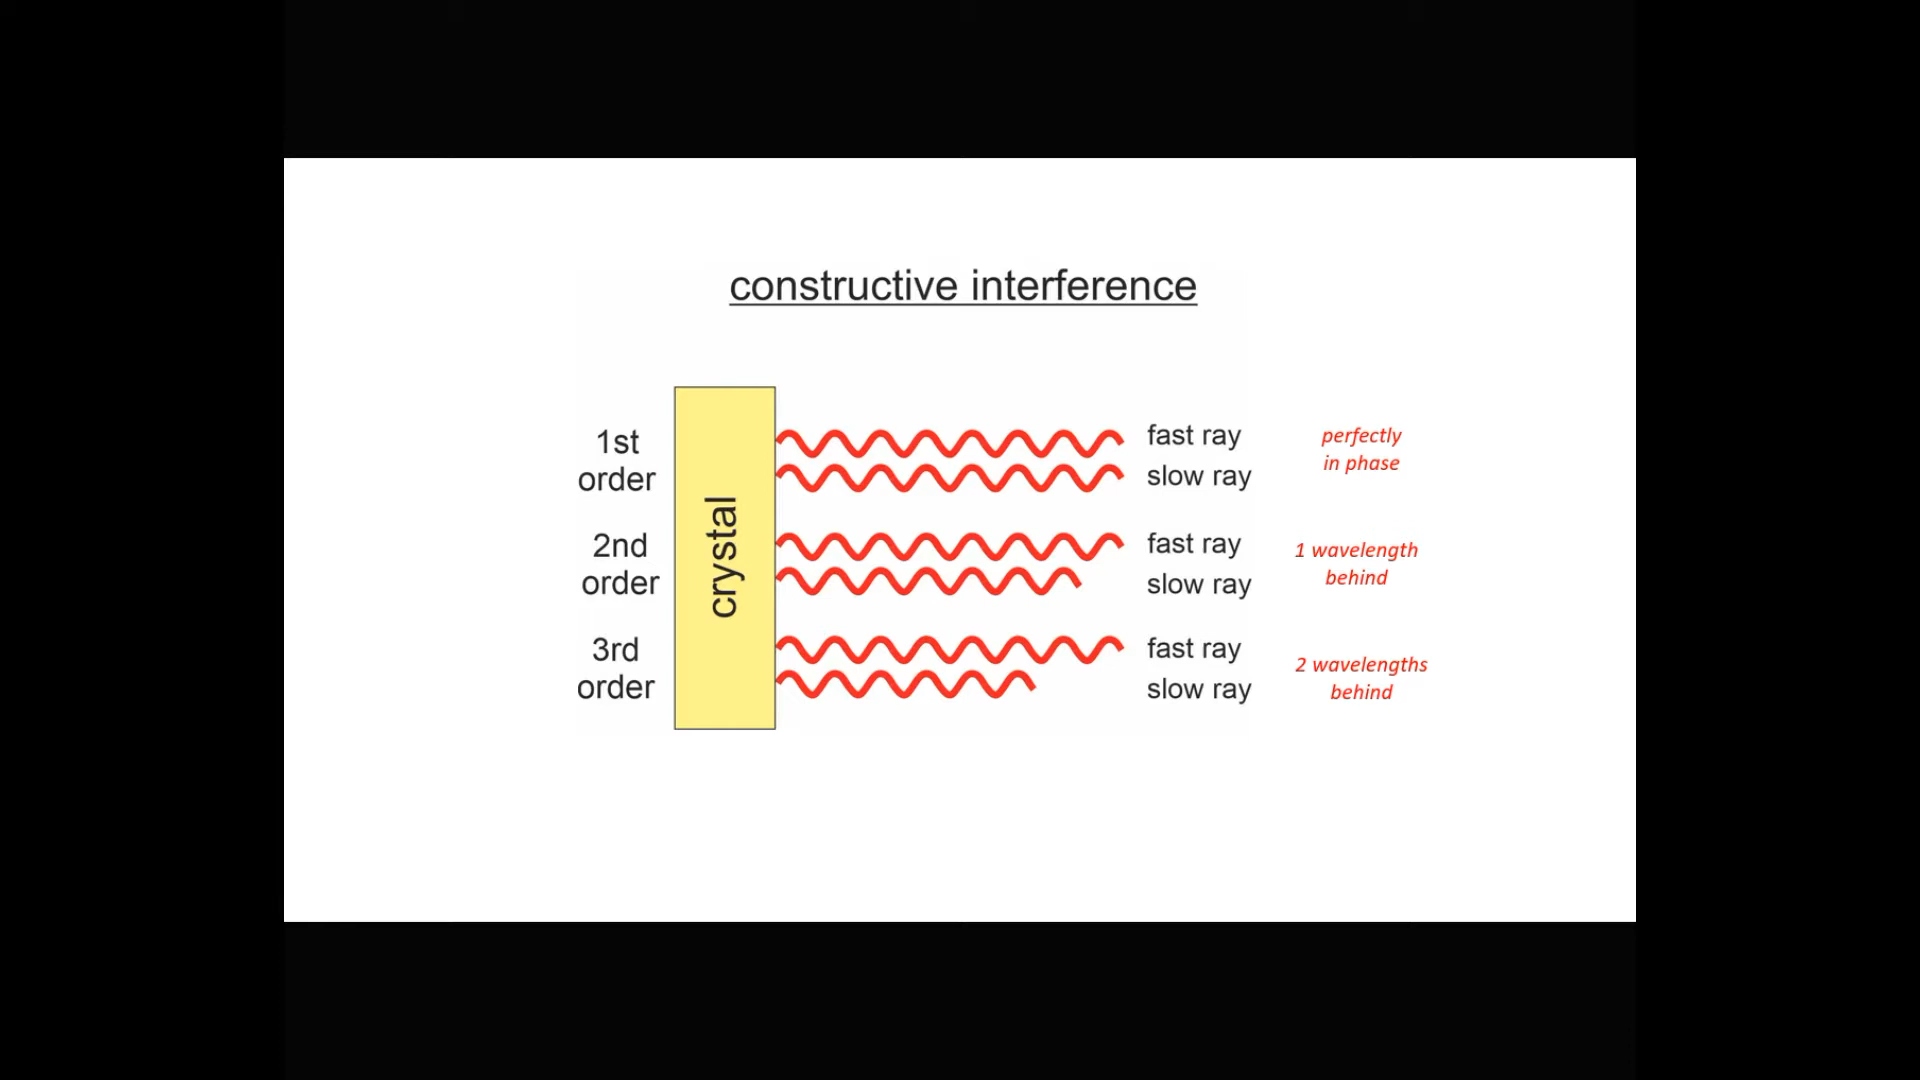 constructive interference
1st
order
fast ray
slow ray
perfectly
in phase
crystal
2nd
order
fast ray
slow ray
1 wavelength
behind
3rd
order
fast ray
slow ray
2 wavelengths
behind